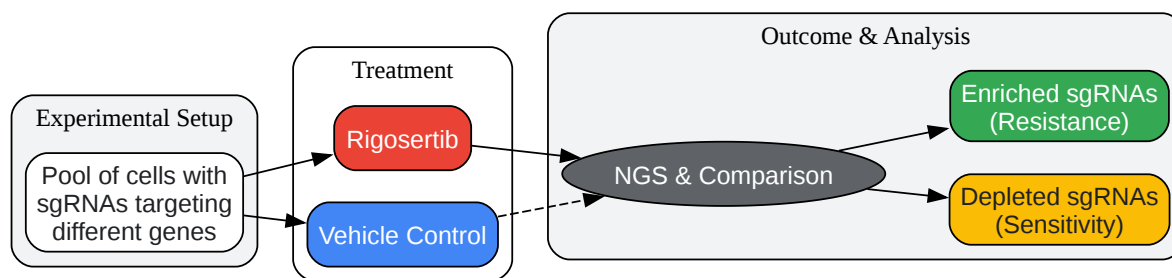 Experimental Setup
Pool of cells with
sgRNAs targeting
different genes
Treatment
Rigosertib
Vehicle Control
Outcome & Analysis
NGS & Comparison
Enriched sgRNAs
(Resistance)
Depleted sgRNAs
(Sensitivity)